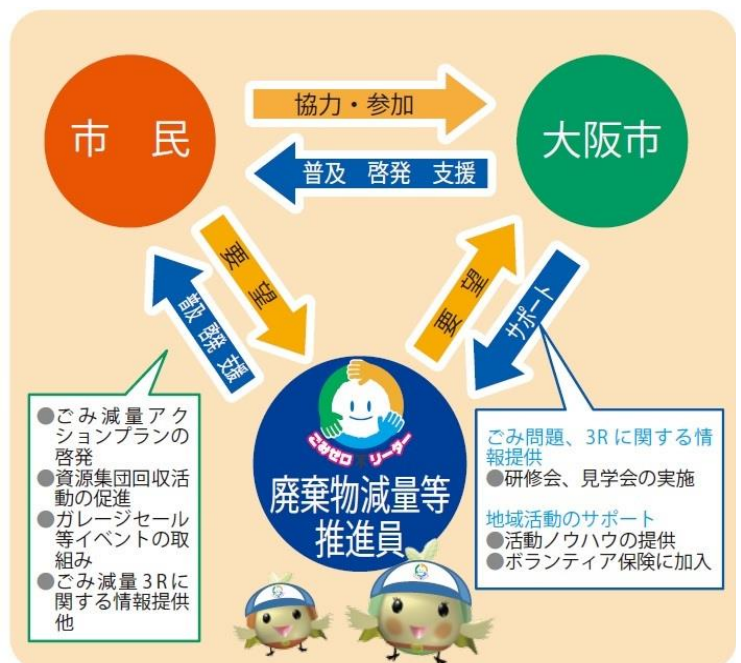 市　民
協力・参加
大阪市
普及　啓発　支援
要　望
普及 啓発 支援
要　望
サポート
ごみゼロリーダー
廃棄物減量等
推進員
●ごみ減量アク
ションプランの
啓発
●資源集団回収活
動の促進
●ガレージセール
等イベントの取
組み
●ごみ減量3Rに
関する情報提供
他
ごみ問題、3Rに関する情
報提供
●研修会、見学会の実施
地域活動のサポート
●活動ノウハウの提供
●ボランティア保険に加入